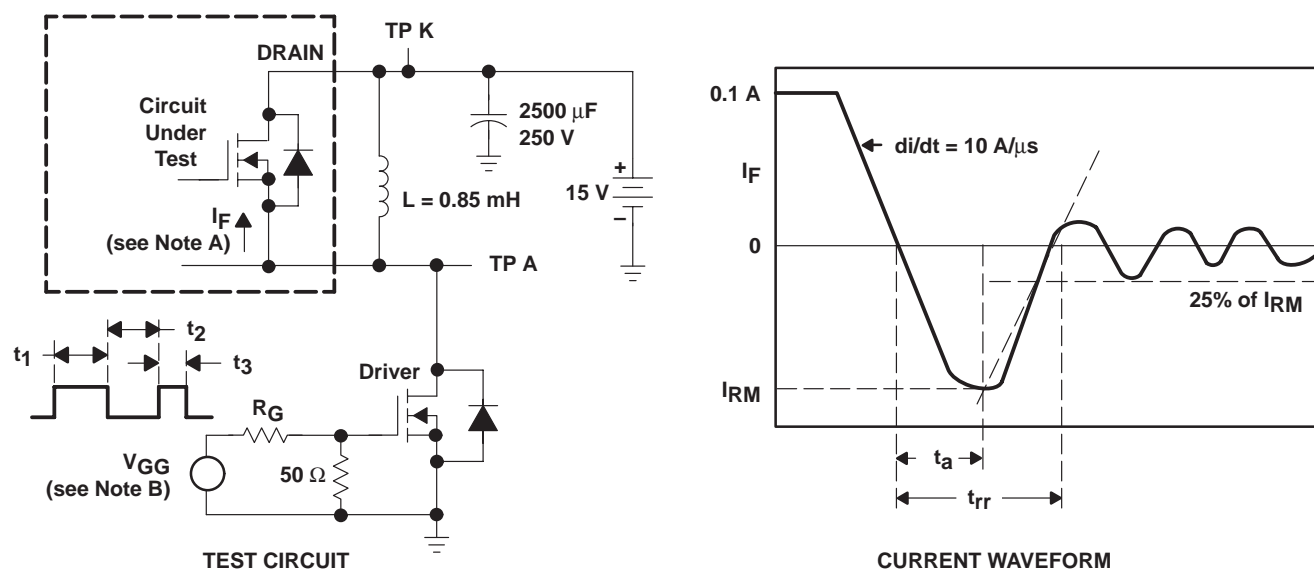 TP K
DRAIN
Circuit
Under
Test
2500 μF
250 V
+
15 V
−
L = 0.85 mH
IF
(see Note A)
TP A
t2
t1
t3
Driver
RG
VGG
(see Note B)
50 Ω
TEST CIRCUIT
0.1 A
di/dt = 10 A/μs
IF
0
25% of IRM
IRM
ta
trr
CURRENT WAVEFORM